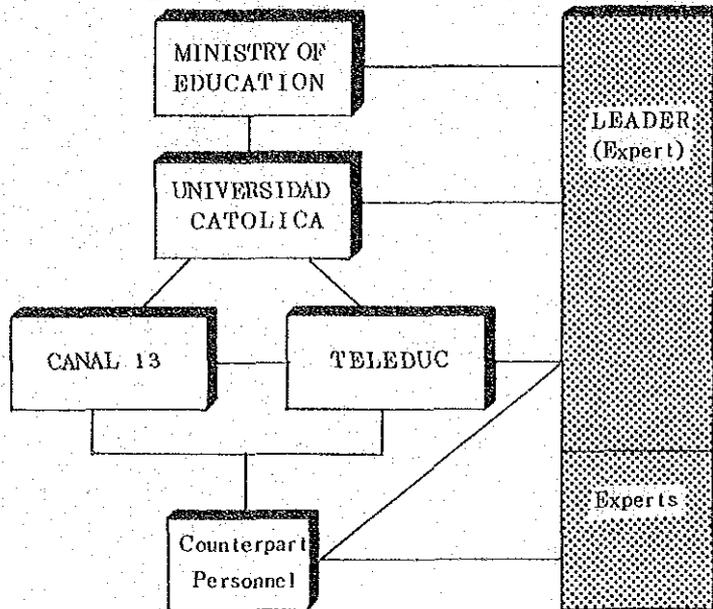 MINISTRY OF
EDUCATION
LEADER
(Expert)
UNIVERSIDAD
CATOLICA
CANAL 13
TELEDUC
Experts
Counterpart
Personnel